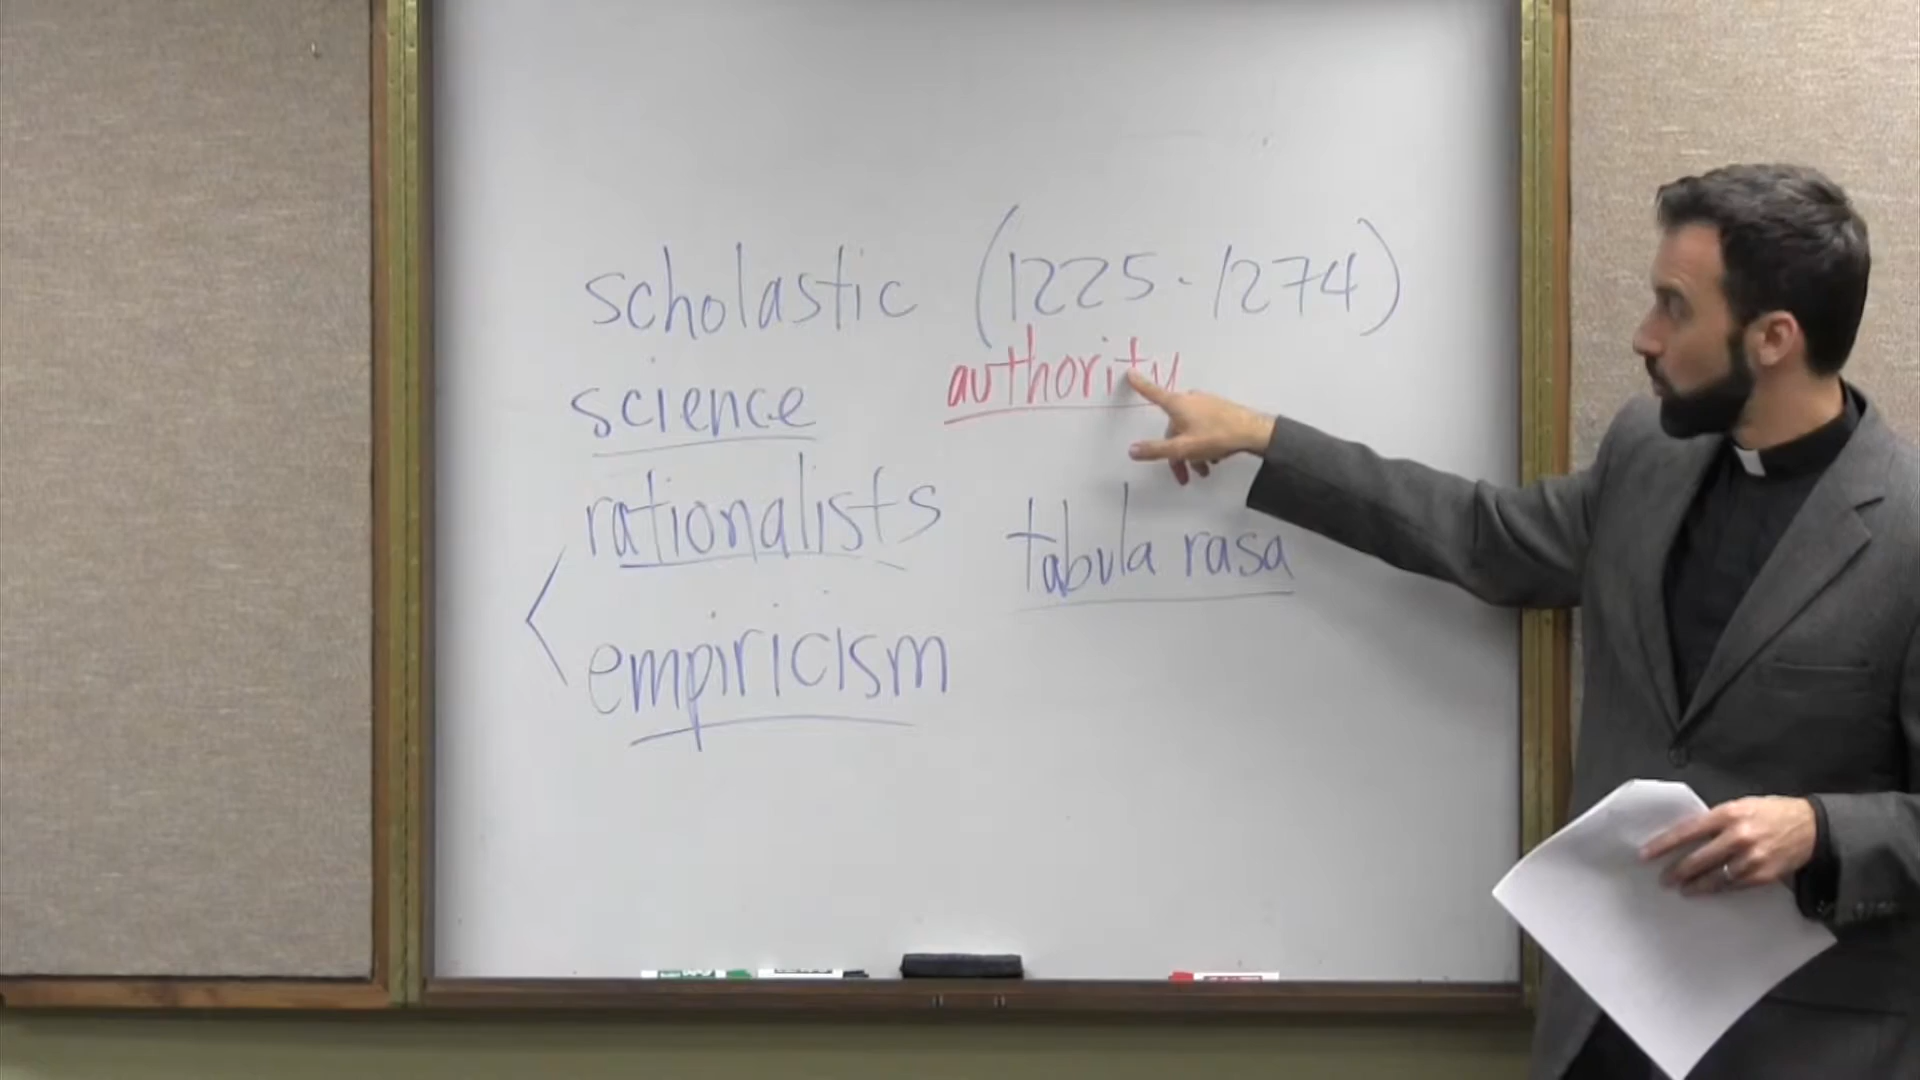 scholastic (1225-1274)
science authority
rationalists
tabula rasa
empiricism